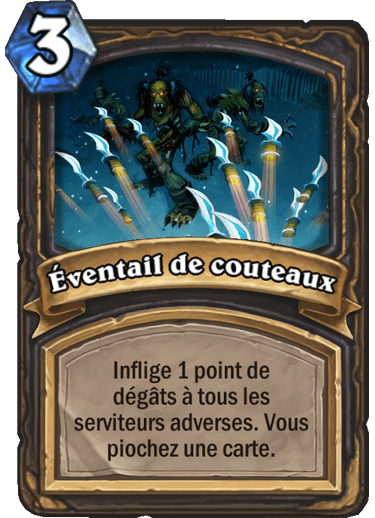 3
Éventail de couteaux
Inflige 1 point de
dégâts à tous les
serviteurs adverses. Vous
piochez une carte.